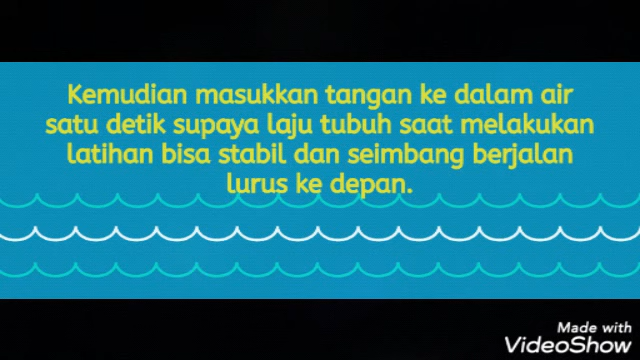 Kemudian masukkan tangan ke dalam air
satu detik supaya laju tubuh saat melakukan
latihan bisa stabil dan seimbang berjalan
lurus ke depan.
Made with
VideoShow